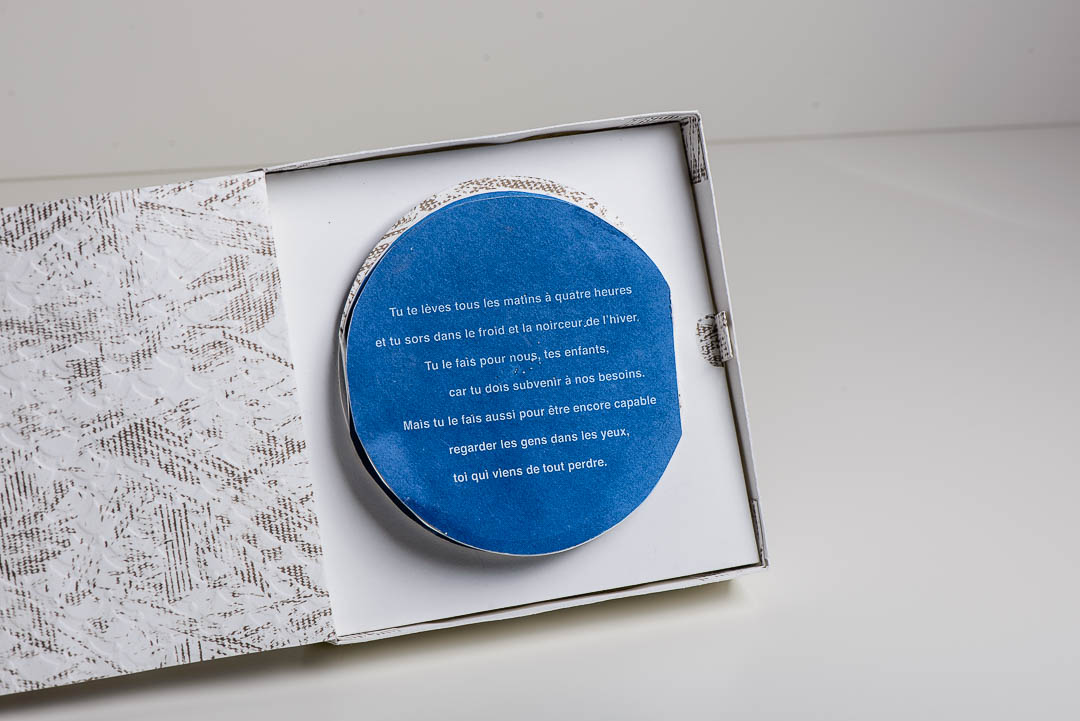 Tu te lèves tous les matins à quatre heures
et tu sors dans le froid et la noirceur de l'hiver.
Tu le fais pour nous, tes enfants,
car tu dois subvenir à nos besoins.
Mais tu le fais aussi pour être encore capable
regarder les gens dans les yeux,
toi qui viens de tout perdre.